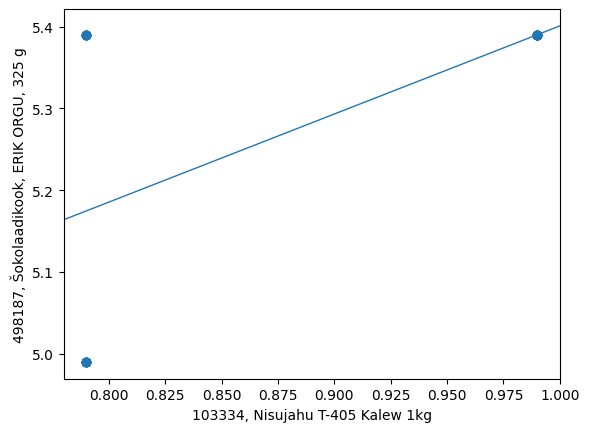 498187, Šokolaadikook, ERIK ORGU, 325 g
5.4
5.3
5.2
5.1
5.0
0.800 0.825 0.850 0.875 0.900 0.925 0.950 0.975 1.000
103334, Nisujahu T-405 Kalew 1kg